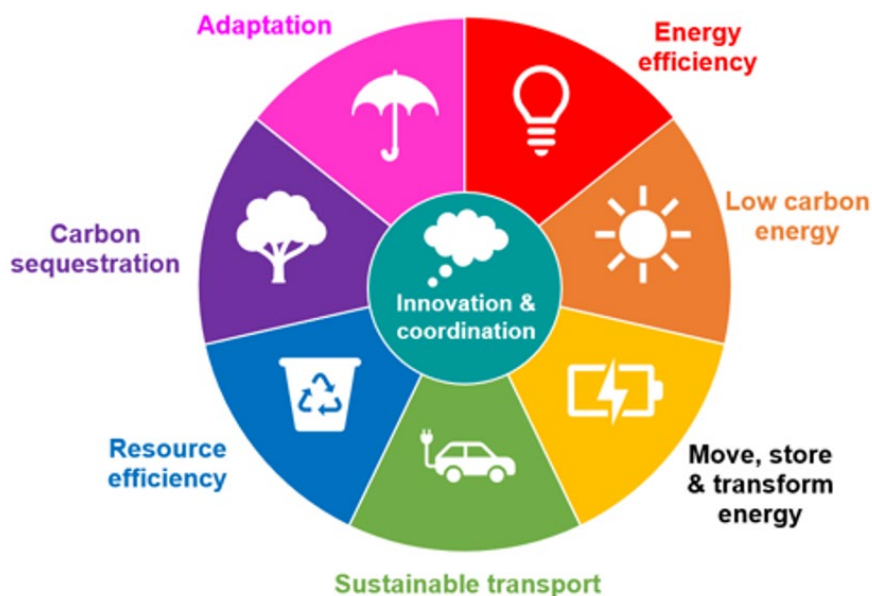 Adaptation
Energy
efficiency
Low carbon
energy
Carbon
sequestration
Innovation &
coordination
Resource
efficiency
Move, store
& transform
energy
Sustainable transport